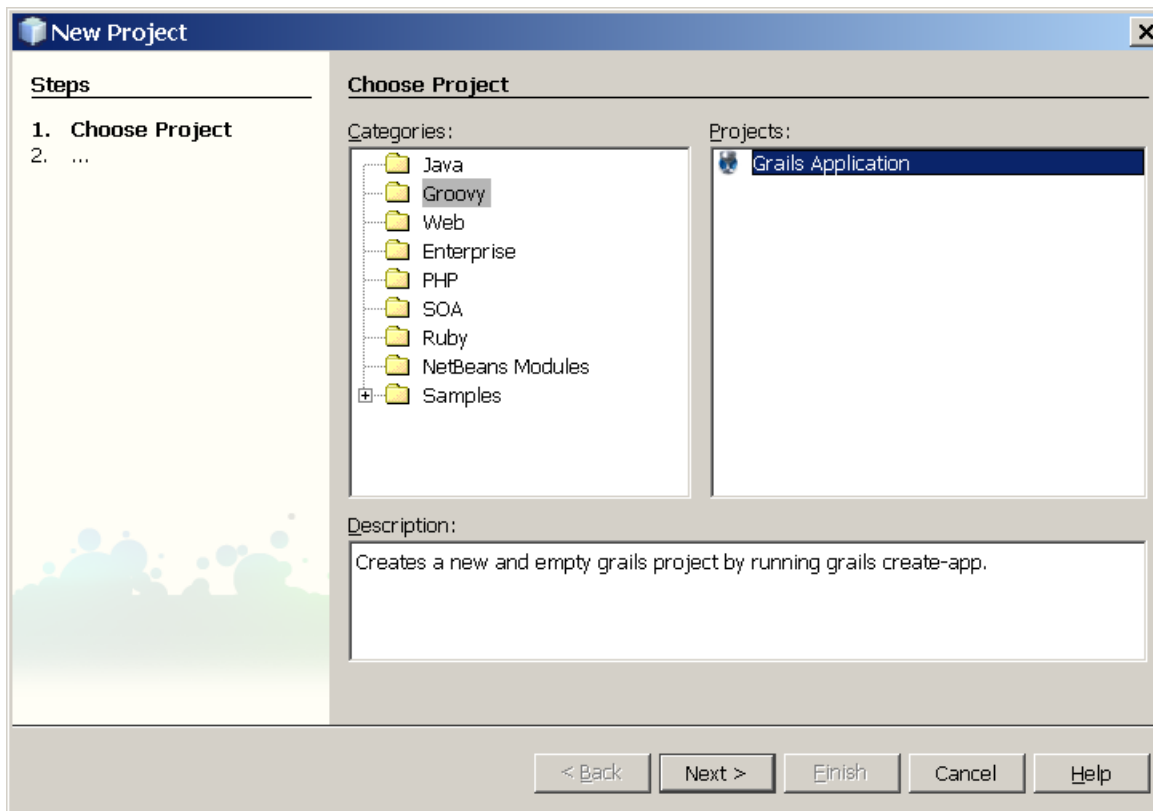 New Project
Steps
1. Choose Project
2. ...
Choose Project
Categories:
Java
Groovy
Web
Enterprise
PHP
SOA
Ruby
NetBeans Modules
Samples
Projects:
Grails Application
Description:
Creates a new and empty grails project by running grails create-app.
< Back
Next >
Finish
Cancel
Help